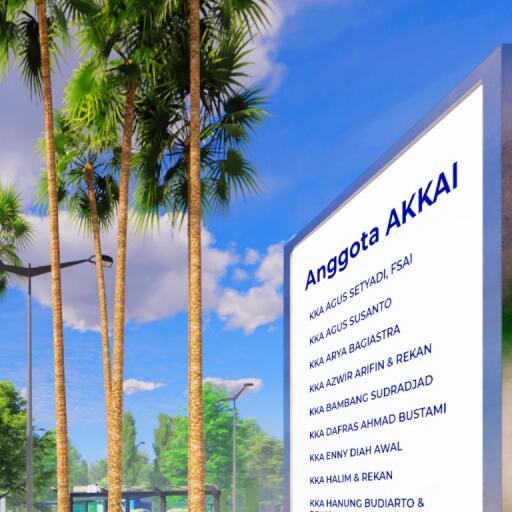 Anggota AKKAI
KKA AGUS SETYADI, FSAI
KKA AGUS SUSANTO
KKA ARYA BAGIASTRA
KKA AZWIR ARIFIN & REKAN
KKA BAMBANG SUDRADJAD
KKA DAFRAS AHMAD BUSTAMI
KKA ENNY DIAH AWAL
KKA HALIM & REKAN
KKA HANUNG BUDIARTO &